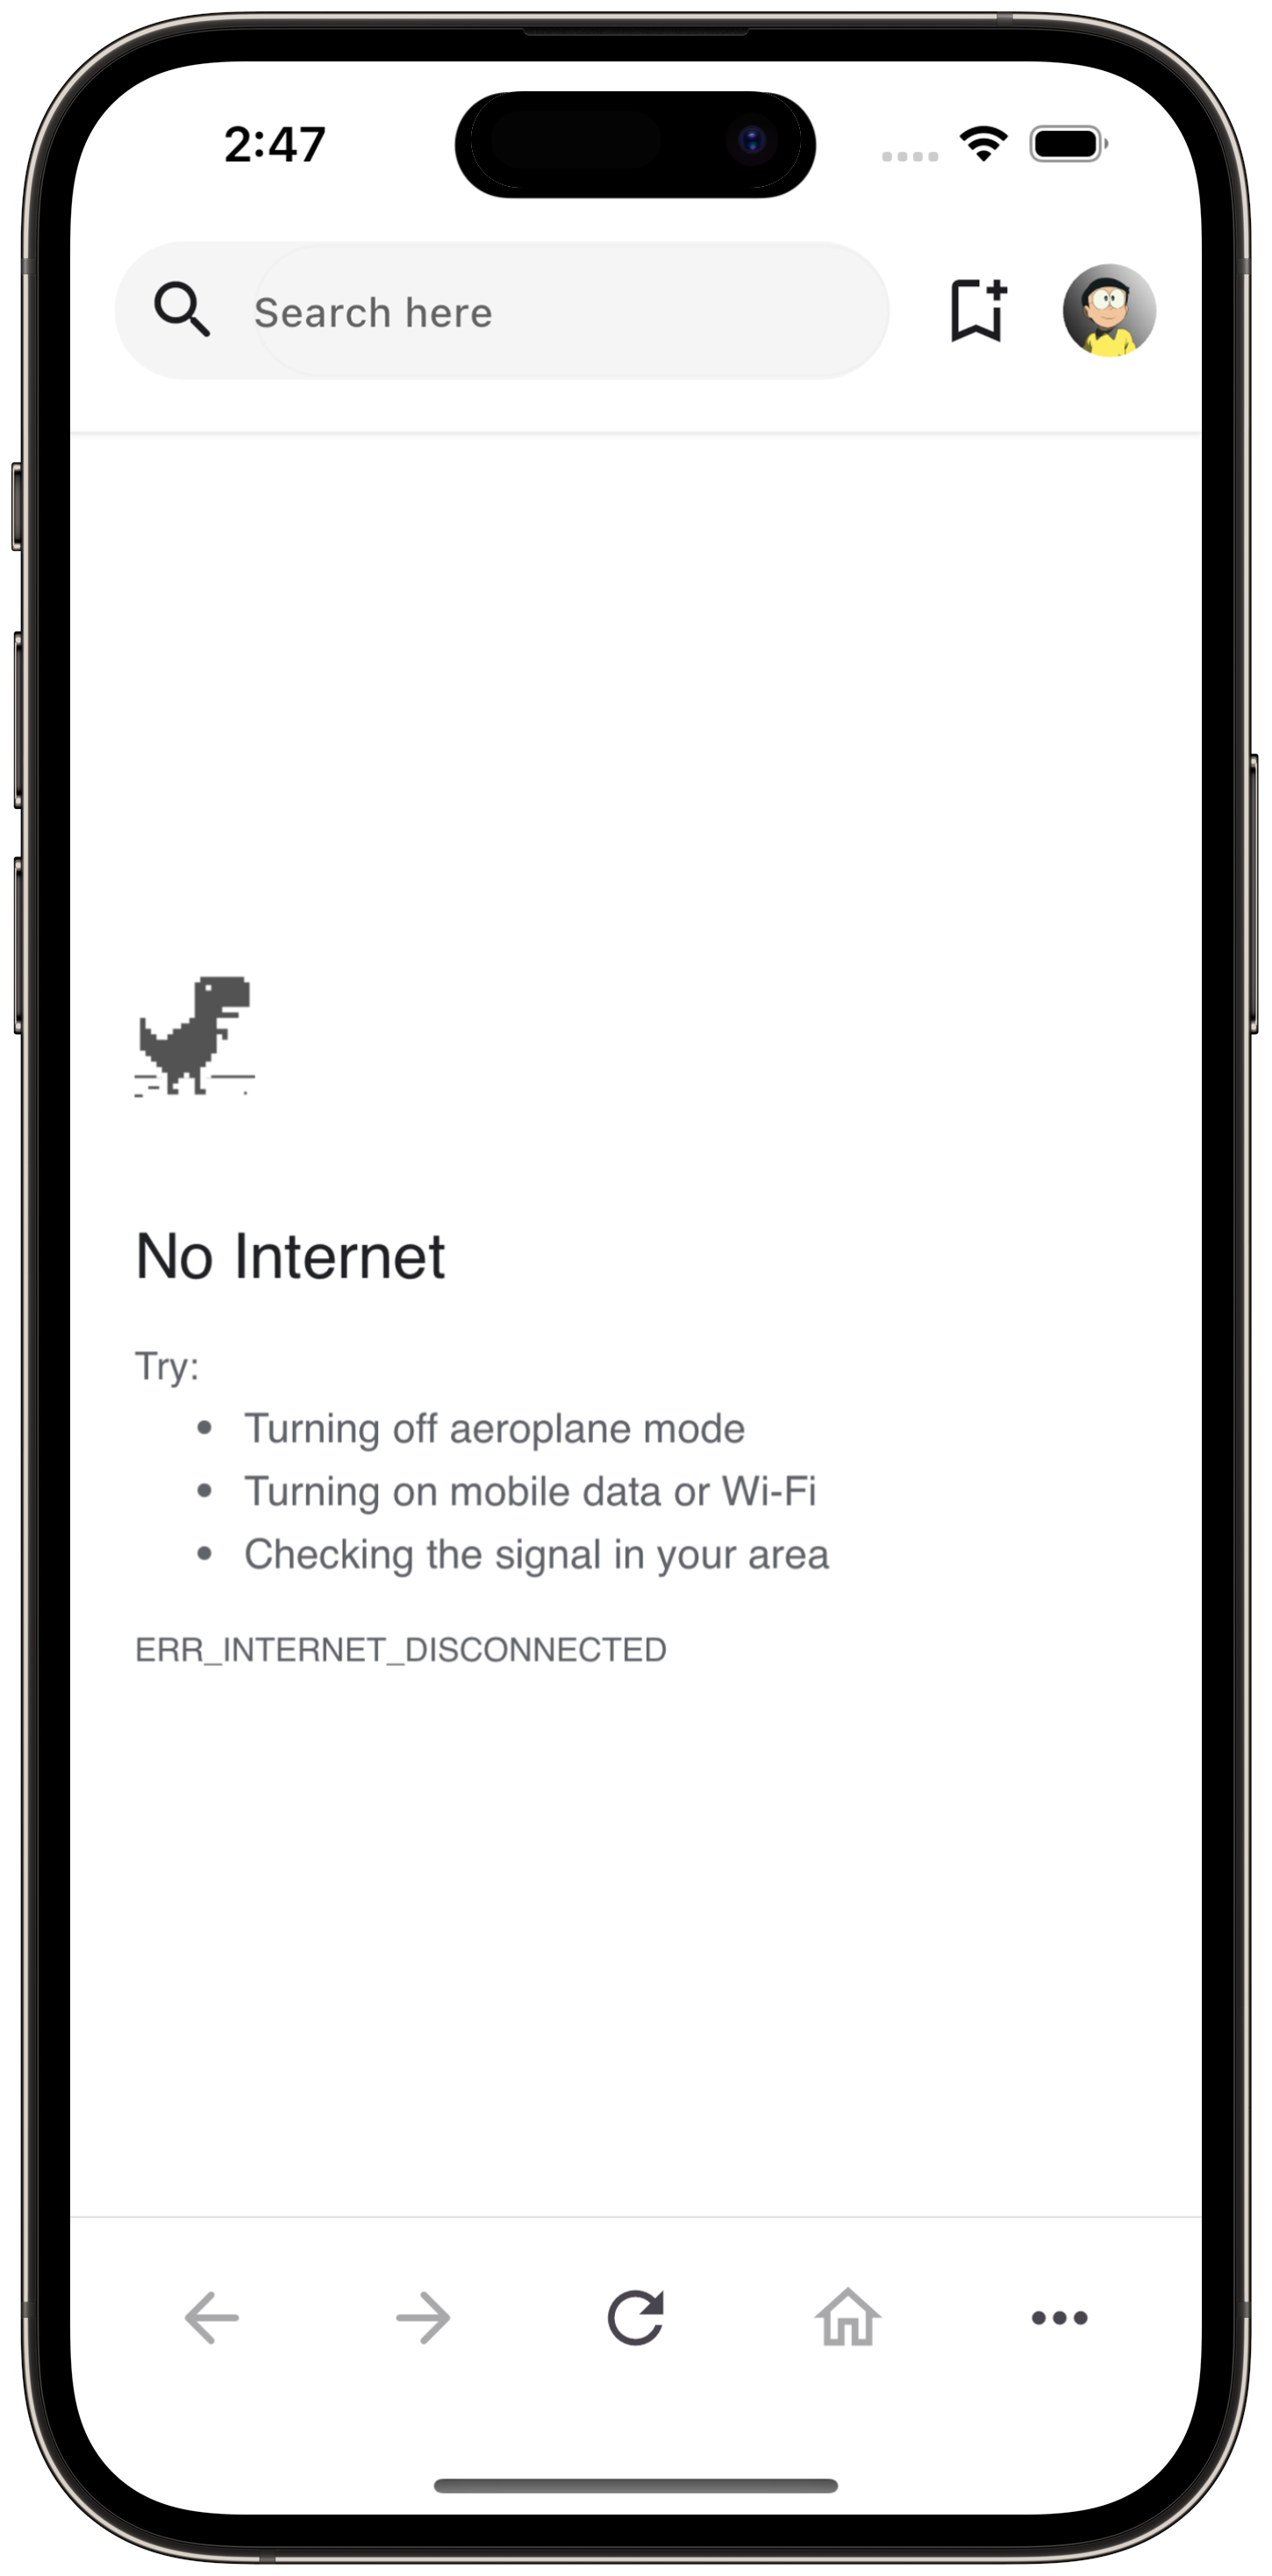 2:47
Search here
No Internet
Try:
• Turning off aeroplane mode
• Turning on mobile data or Wi-Fi
• Checking the signal in your area
ERR_INTERNET_DISCONNECTED